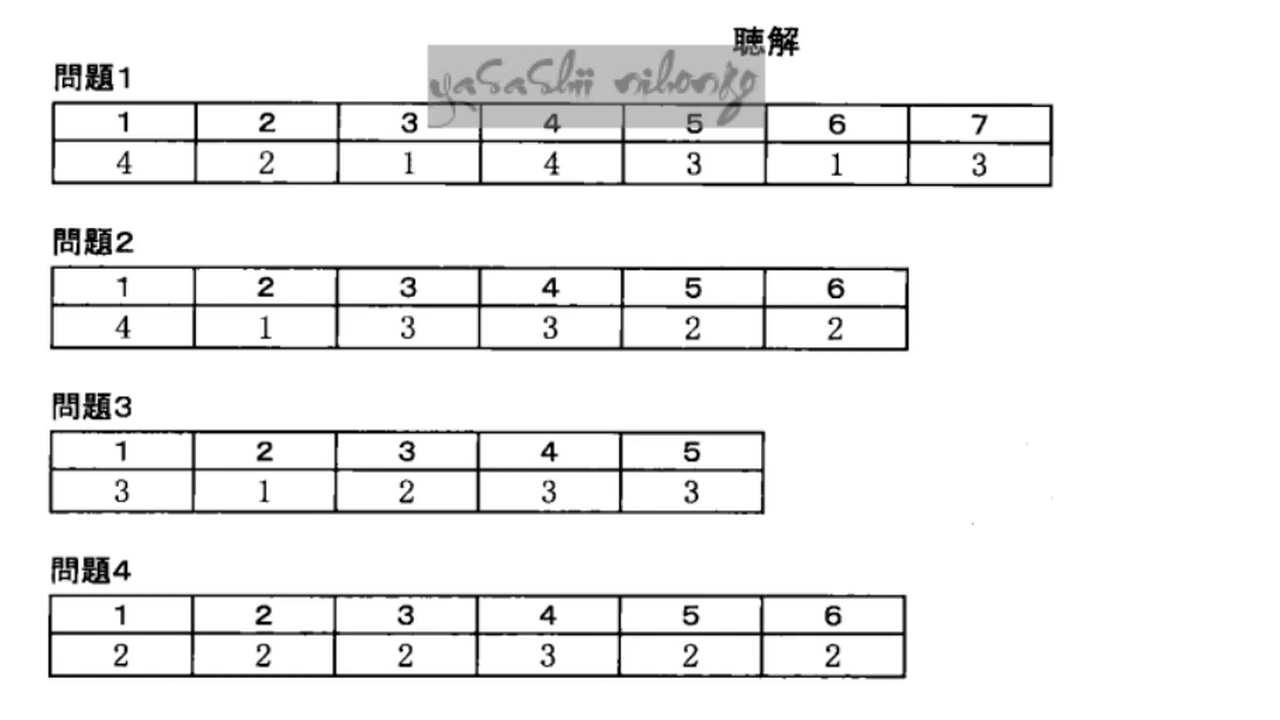 聴解
yasashii nihongo
問題1
1 2 3 4 5 6 7
4 2 1 4 3 1 3
問題2
1 2 3 4 5 6
4 1 3 3 2 2
問題3
1 2 3 4 5
3 1 2 3 3
問題4
1 2 3 4 5 6
2 2 2 3 2 2